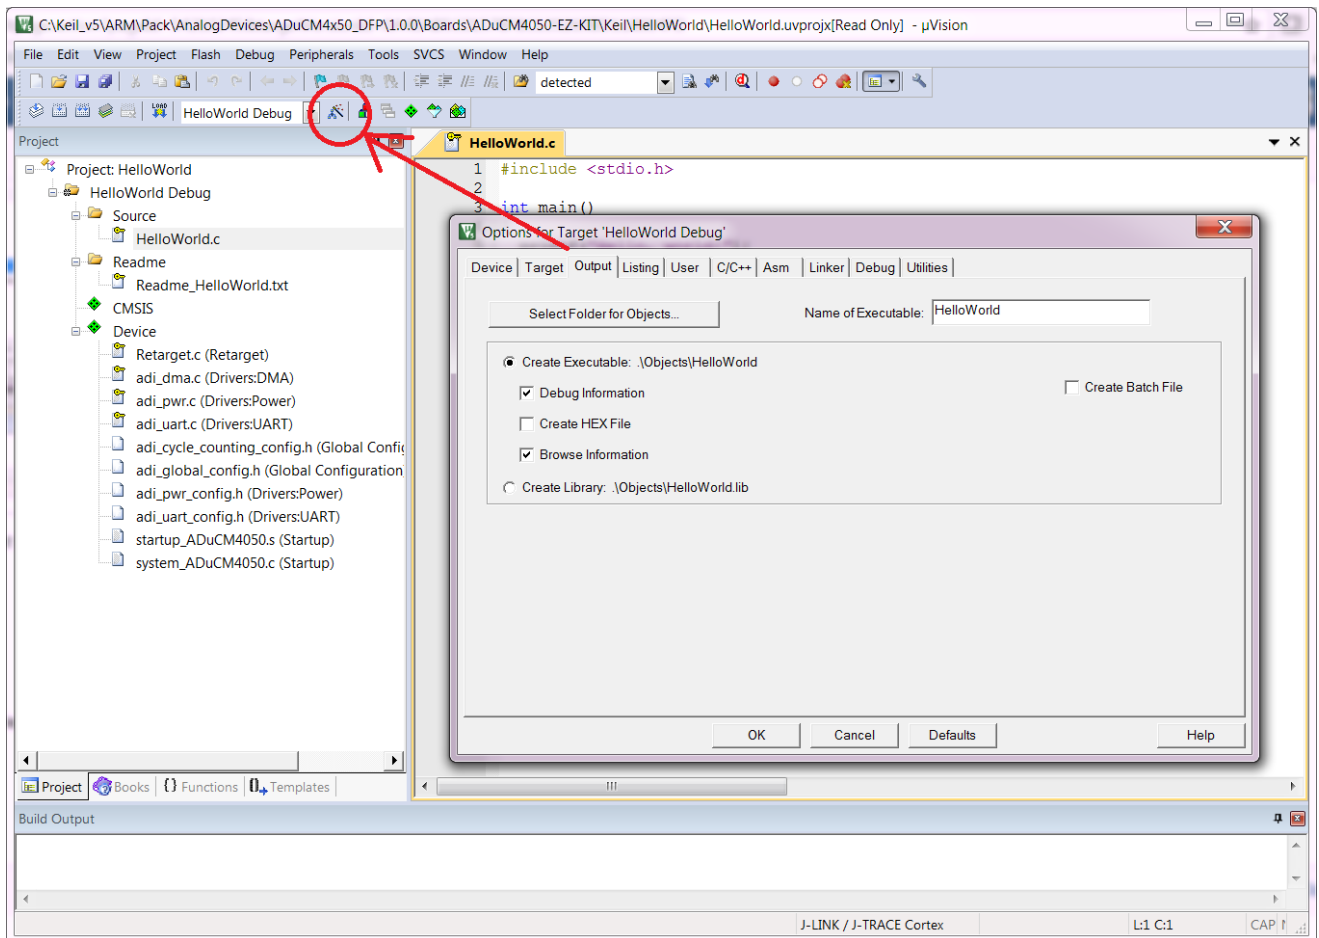 C:\Keil_v5\ARM\Pack\AnalogDevices\ADuCM4x50_DFP\1.0.0\Boards\ADuCM4050-EZ-KIT\Keil\HelloWorld\HelloWorld.uvprojx[Read Only] - µVision
File Edit View Project Flash Debug Peripherals Tools SVCS Window Help
detected
LOAD HelloWorld Debug
Project
HelloWorld.c
Project: HelloWorld
HelloWorld Debug
Source
HelloWorld.c
Readme
Readme_HelloWorld.txt
CMSIS
Device
Retarget.c (Retarget)
adi_dma.c (Drivers:DMA)
adi_pwr.c (Drivers:Power)
adi_uart.c (Drivers:UART)
adi_cycle_counting_config.h (Global Config
adi_global_config.h (Global Configuration
adi_pwr_config.h (Drivers:Power)
adi_uart_config.h (Drivers:UART)
startup_ADuCM4050.s (Startup)
system_ADuCM4050.c (Startup)
1 #include <stdio.h>
2
3 int main()
Options for Target 'HelloWorld Debug'
Device Target Output Listing User C/C++ Asm Linker Debug Utilities
Select Folder for Objects... Name of Executable: HelloWorld
Create Executable: .\Objects\HelloWorld
Debug Information Create Batch File
Create HEX File
Browse Information
Create Library: .\Objects\HelloWorld.lib
OK Cancel Defaults Help
Project Books {} Functions Templates
Build Output
J-LINK / J-TRACE Cortex L:1 C:1 CAP